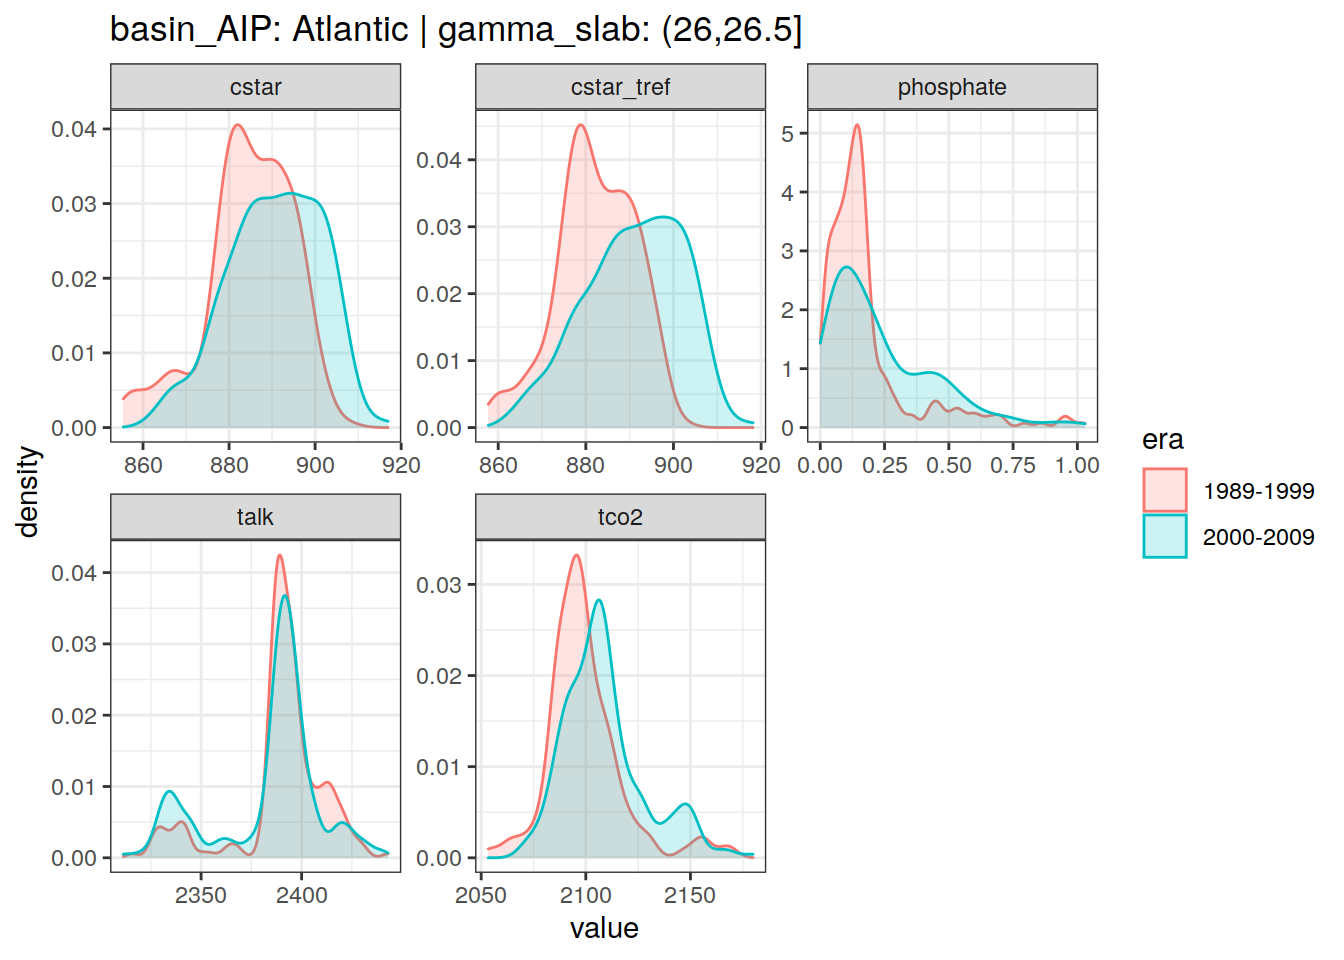 basin_AIP: Atlantic | gamma_slab: (26,26.5]
cstar
cstar_tref
phosphate
0.04
0.03
0.02
0.01
0.00
860 880 900 920
0.04
0.03
0.02
0.01
0.00
860 880 900 920
5
4
3
2
1
0
0.00 0.25 0.50 0.75 1.00
density
talk
tco2
0.04
0.03
0.02
0.01
0.00
2350 2400
0.03
0.02
0.01
0.00
2050 2100 2150
value
era
1989-1999
2000-2009